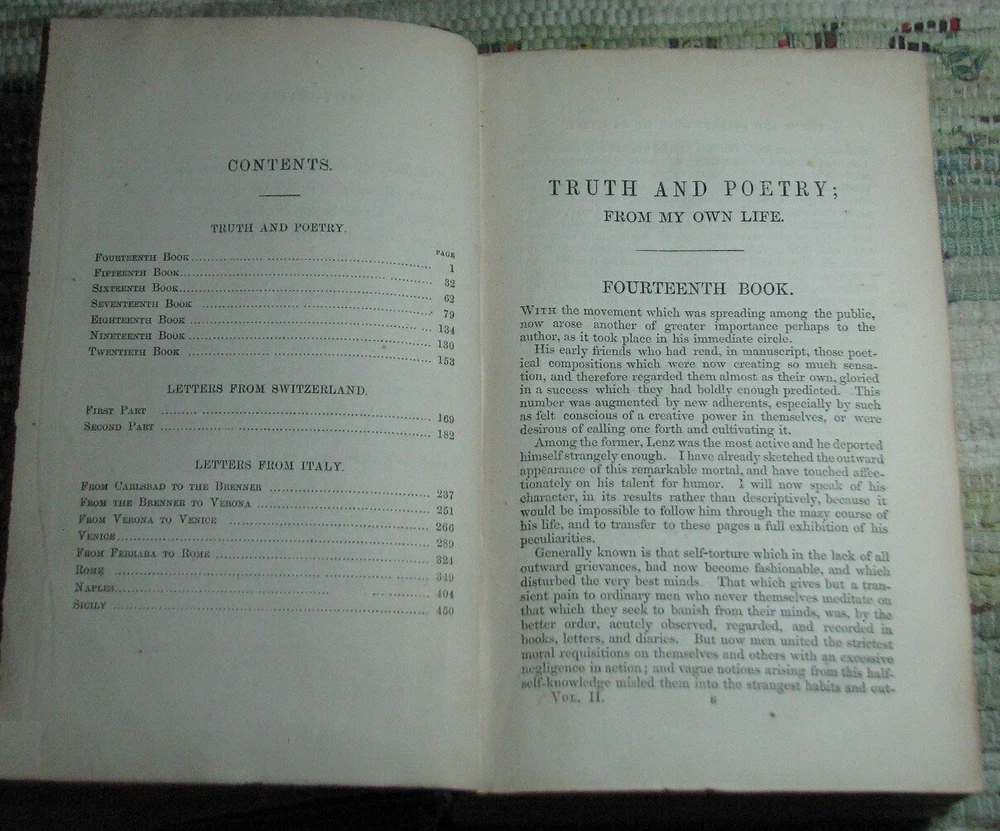 CONTENTS.
TRUTH AND POETRY.
PAGE
Fourteenth Book 1
Fifteenth Book 32
Sixteenth Book 62
Seventeenth Book 79
Eighteenth Book 134
Nineteenth Book 130
Twentieth Book 153
LETTERS FROM SWITZERLAND.
First Part 169
Second Part 182
LETTERS FROM ITALY.
From Carlsbad to the Brenner 237
From the Brenner to Verona 251
From Verona to Venice 266
Venice 289
From Ferrara to Rome 321
Rome 349
Naples 404
Sicily 450
TRUTH AND POETRY;
FROM MY OWN LIFE.
FOURTEENTH BOOK.
With the movement which was spreading among the public,
now arose another of greater importance perhaps to the
author, as it took place in his immediate circle.
His early friends who had read, in manuscript, those poet-
ical compositions which were now creating so much sensa-
tion, and therefore regarded them almost as their own, gloried
in a success which they had boldly enough predicted. This
number was augmented by new adherents, especially by such
as felt conscious of a creative power in themselves, or were
desirous of calling one forth and cultivating it.
Among the former, Lenz was the most active and he deported
himself strangely enough. I have already sketched the outward
appearance of this remarkable mortal, and have touched affec-
tionately on his talent for humor. I will now speak of his
character, in its results rather than descriptively, because it
would be impossible to follow him through the mazy course of
his life, and to transfer to these pages a full exhibition of his
peculiarities.
Generally known is that self-torture which in the lack of all
outward grievances, had now become fashionable, and which
disturbed the very best minds. That which gives but a tran-
sient pain to ordinary men who never themselves meditate on
that which they seek to banish from their minds, was, by the
better order, acutely observed, regarded, and recorded in
books, letters, and diaries. But now men united the strictest
moral requisitions on themselves and others with an excessive
negligence in action; and vague notions arising from this half-
self-knowledge misled them into the strangest habits and out-
Vol. II.